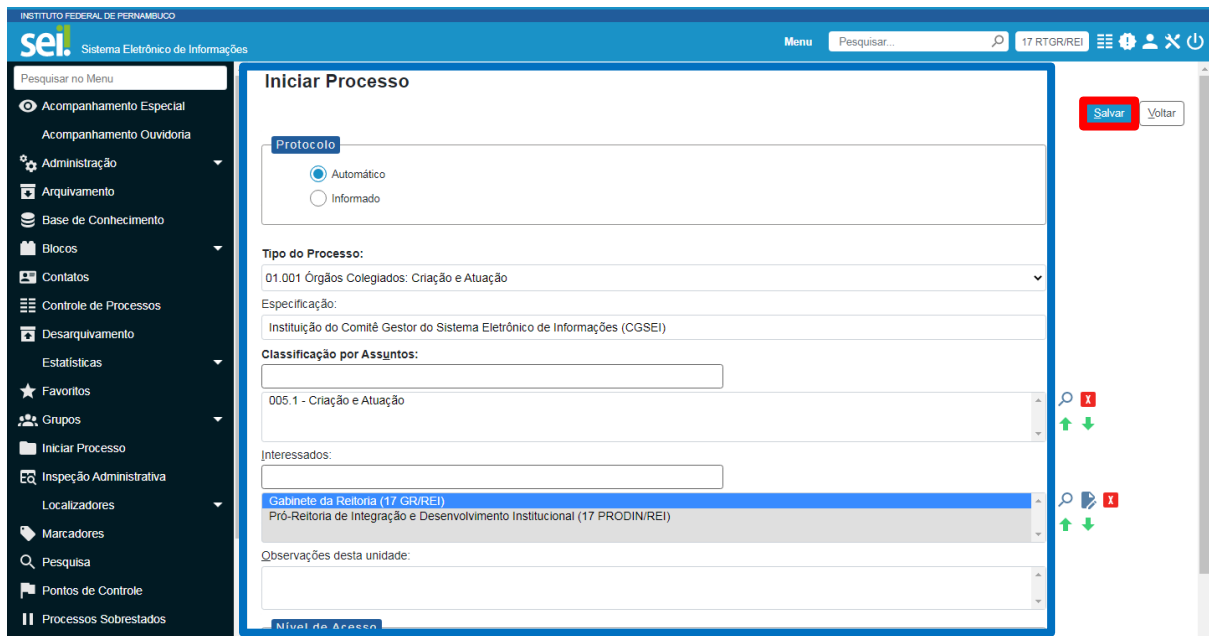 INSTITUTO FEDERAL DE PERNAMBUCO
sei!
Sistema Eletrônico de Informações
Menu
Pesquisar...
17 RTGR/REI
Pesquisar no Menu
Acompanhamento Especial
Acompanhamento Ouvidoria
Administração
Arquivamento
Base de Conhecimento
Blocos
Contatos
Controle de Processos
Desarquivamento
Estatísticas
Favoritos
Grupos
Iniciar Processo
Inspeção Administrativa
Localizadores
Marcadores
Pesquisa
Pontos de Controle
Processos Sobrestados
Iniciar Processo
Salvar
Voltar
Protocolo
Automático
Informado
Tipo do Processo:
01.001 Órgãos Colegiados: Criação e Atuação
Especificação:
Instituição do Comitê Gestor do Sistema Eletrônico de Informações (CGSEI)
Classificação por Assuntos:
005.1 - Criação e Atuação
Interessados:
Gabinete da Reitoria (17 GR/REI)
Pró-Reitoria de Integração e Desenvolvimento Institucional (17 PRODIN/REI)
Observações desta unidade:
Nível de Acesso